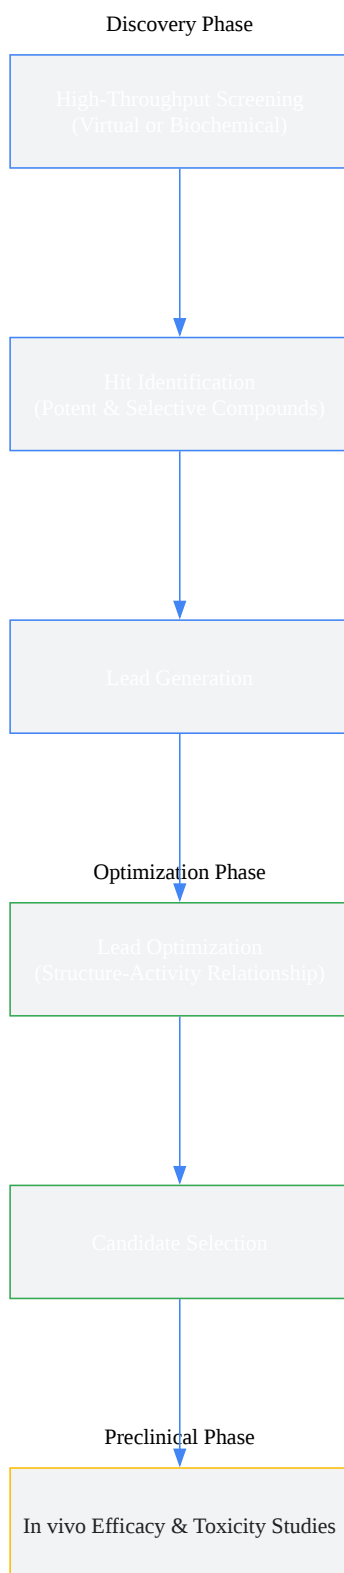 Discovery Phase
High-Throughput Screening
(Virtual or Biochemical)
Hit Identification
(Potent & Selective Compounds)
Lead Generation
Optimization Phase
Lead Optimization
(Structure-Activity Relationship)
Candidate Selection
Preclinical Phase
In vivo Efficacy & Toxicity Studies